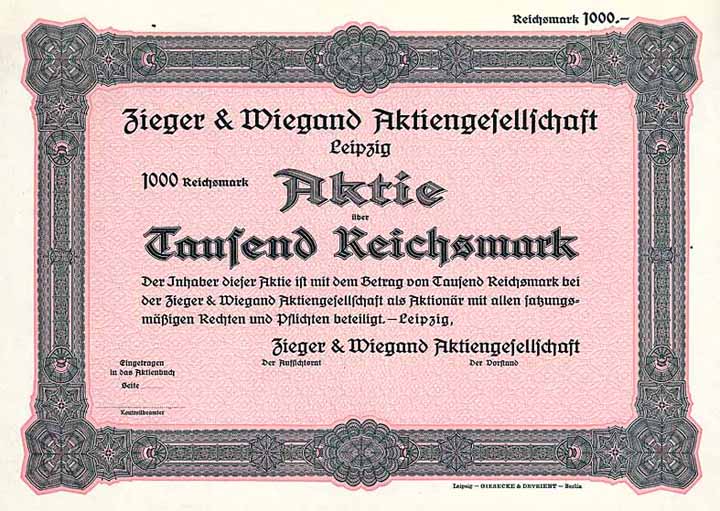 Reichsmark 1000.–
Zieger & Wiegand Aktiengesellschaft
Leipzig
1000 Reichsmark Aktie
über
Tausend Reichsmark
Der Inhaber dieser Aktie ist mit dem Betrag von Tausend Reichsmark bei
der Zieger & Wiegand Aktiengesellschaft als Aktionär mit allen satzungs-
mäßigen Rechten und Pflichten beteiligt. – Leipzig,
Zieger & Wiegand Aktiengesellschaft
Der Aufsichtsrat Der Vorstand
Eingetragen
in das Aktienbuch
Seite
Kontrollbeamter
Leipzig – GIESECKE & DEVRIENT – Berlin